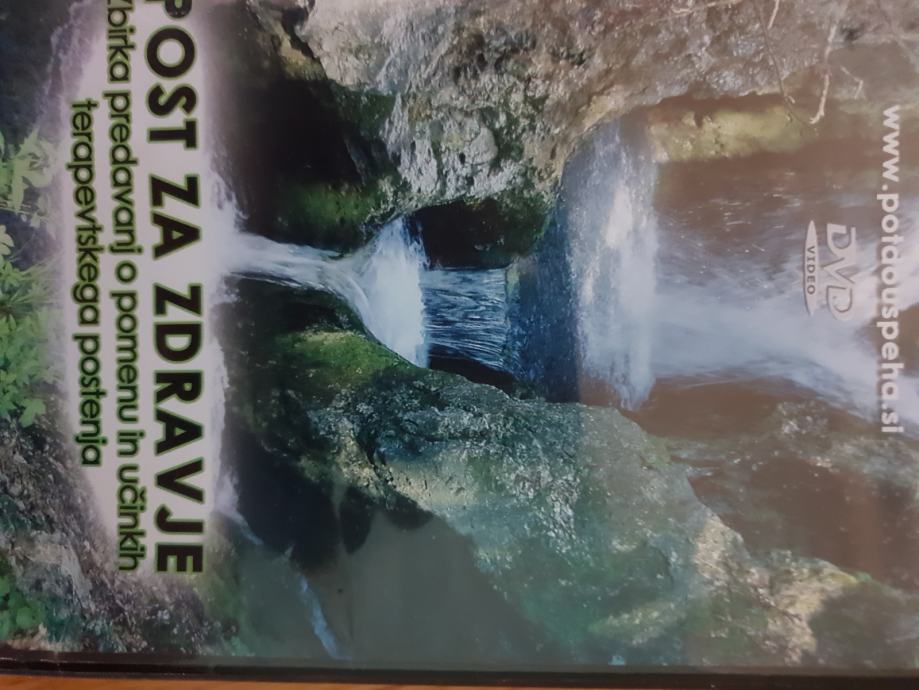 POST ZA ZDRAVJE
Zbirka predavanj o pomenu in učinkih
terapevtskega postenja
DVD
VIDEO
www.potdouspeha.si